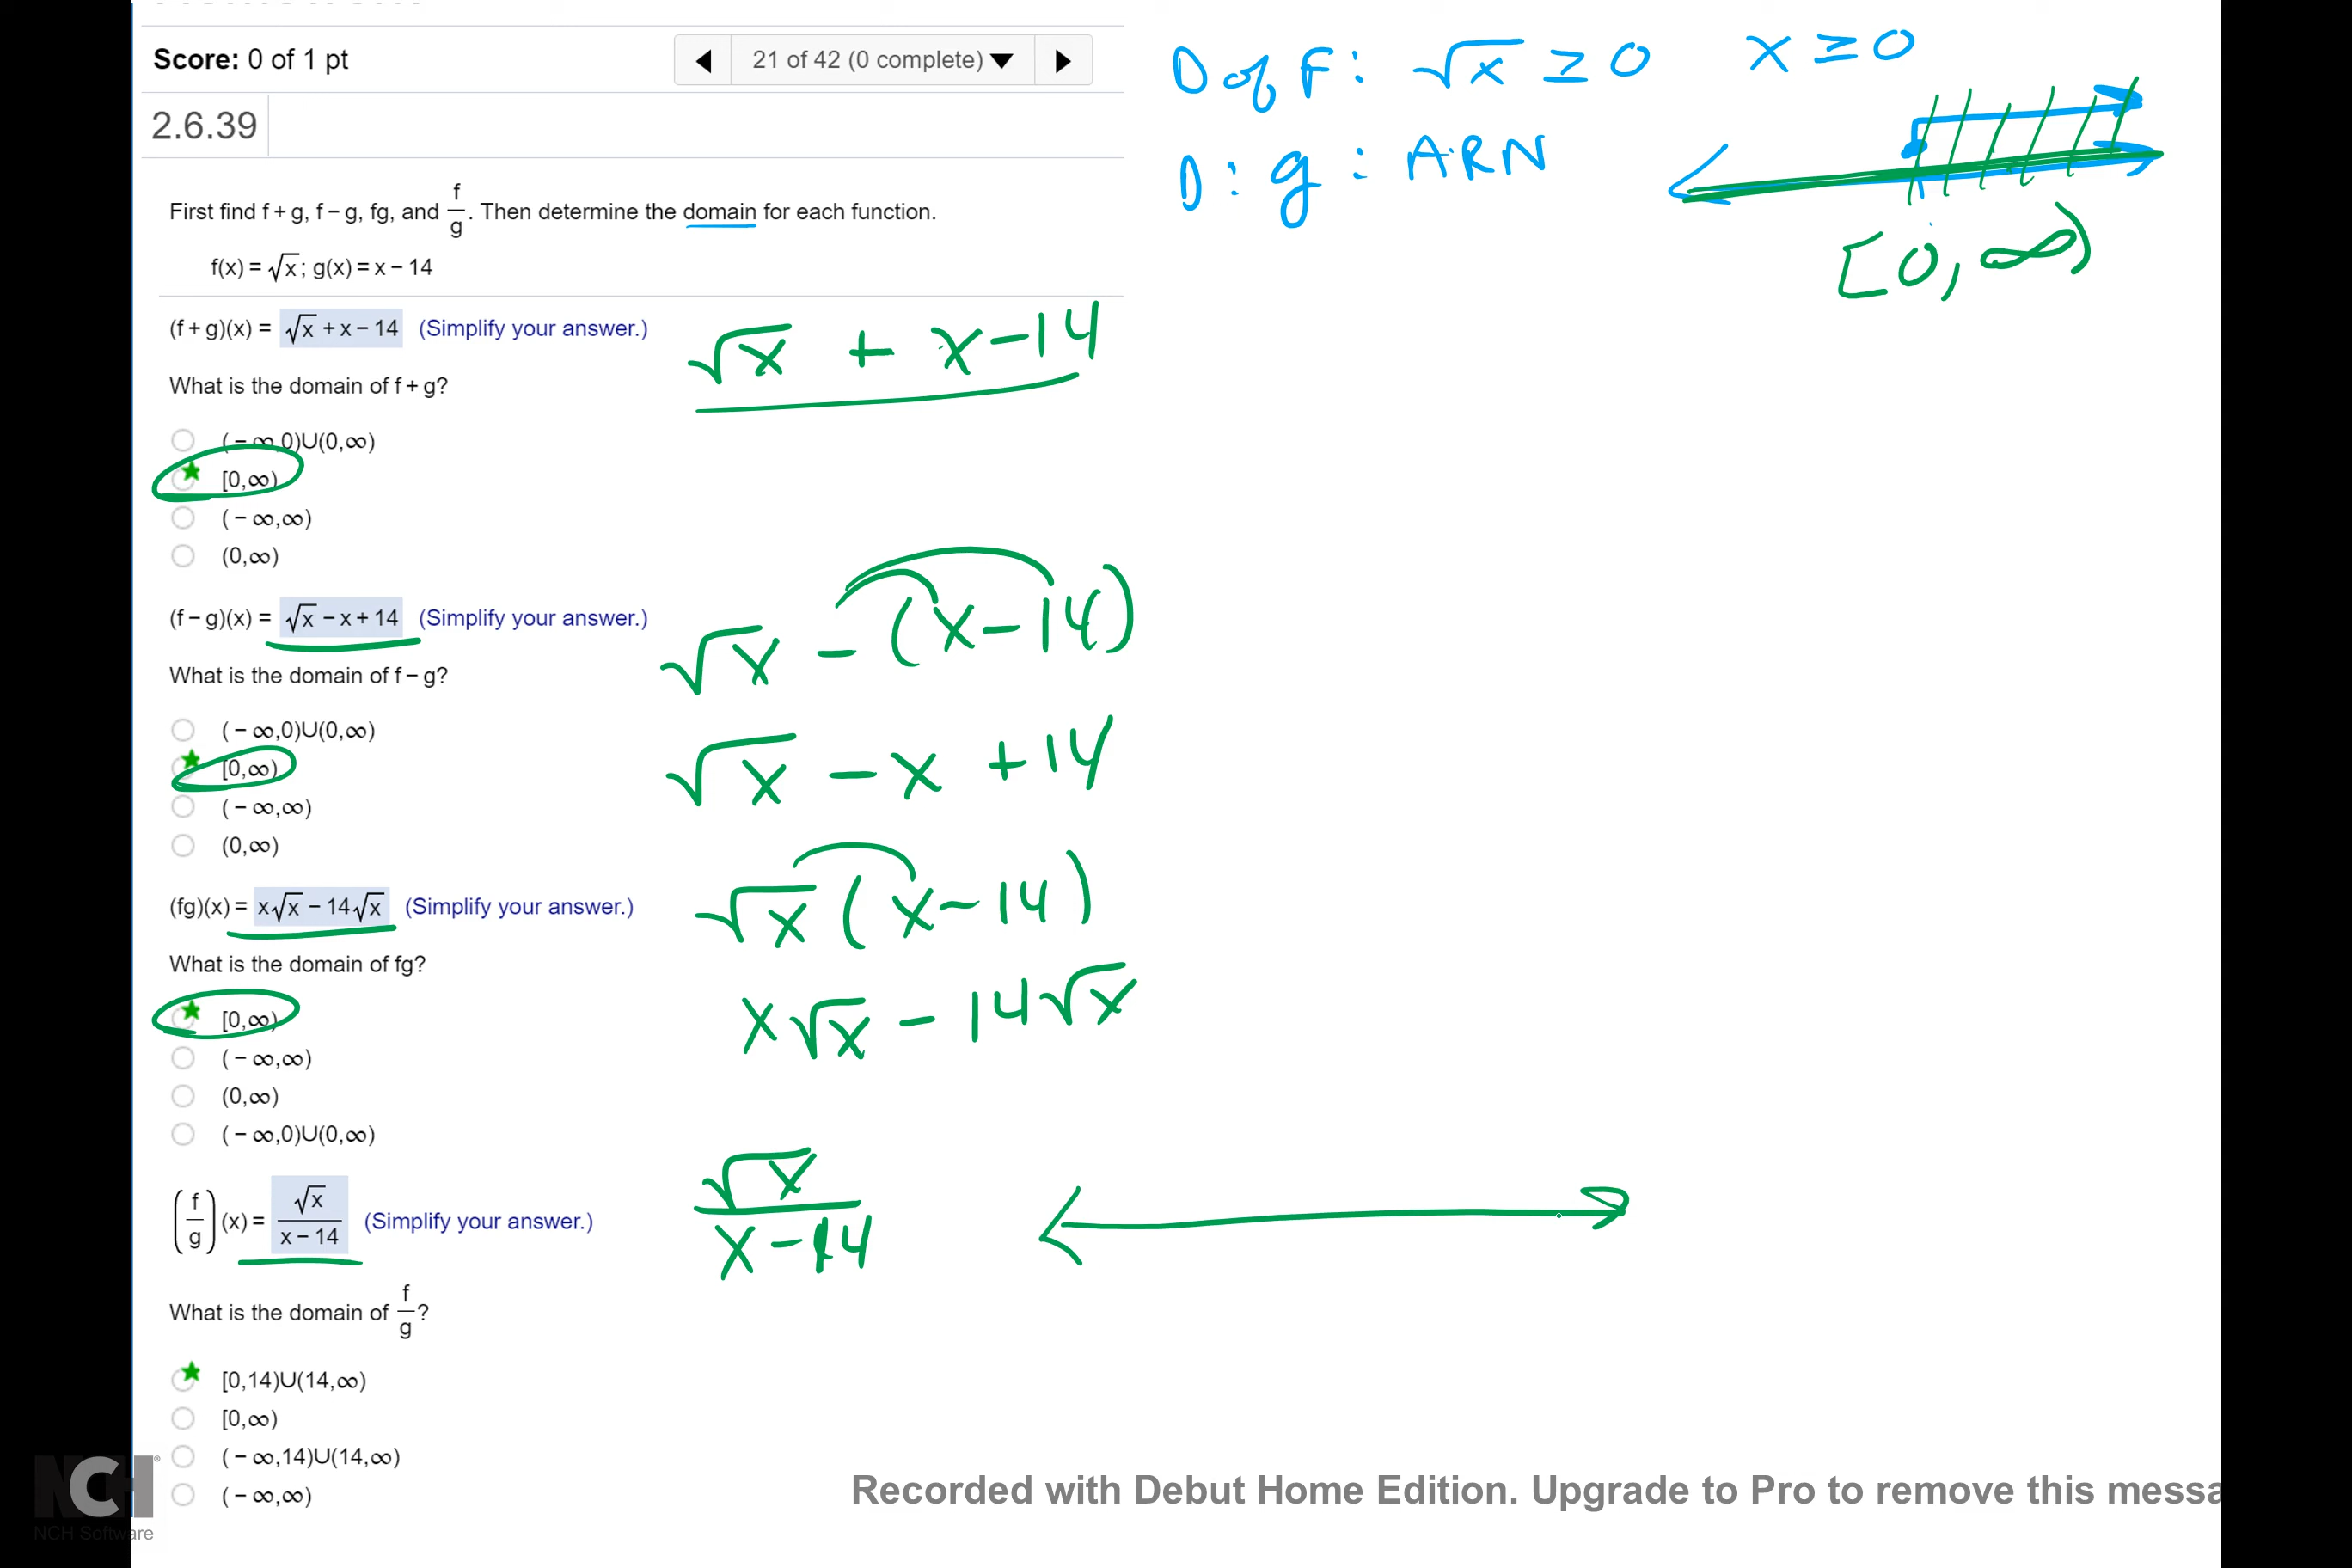 Score: 0 of 1 pt
21 of 42 (0 complete)
2.6.39
First find f + g, f − g, fg, and f/g. Then determine the domain for each function.
f(x) = √x; g(x) = x − 14
(f + g)(x) = √x + x − 14 (Simplify your answer.)
What is the domain of f + g?
(− ∞,0)∪(0,∞)
[0,∞)
(− ∞,∞)
(0,∞)
(f − g)(x) = √x − x + 14 (Simplify your answer.)
What is the domain of f − g?
(− ∞,0)∪(0,∞)
[0,∞)
(− ∞,∞)
(0,∞)
(fg)(x) = x√x − 14√x (Simplify your answer.)
What is the domain of fg?
[0,∞)
(− ∞,∞)
(0,∞)
(− ∞,0)∪(0,∞)
(f/g)(x) = √x/(x − 14) (Simplify your answer.)
What is the domain of f/g?
[0,14)∪(14,∞)
[0,∞)
(− ∞,14)∪(14,∞)
(− ∞,∞)
D of F: √x ≥ 0 x ≥ 0
D: g: ARN
[0, ∞)
√x + x − 14
√x − (x − 14)
√x − x + 14
√x (x − 14)
x√x − 14√x
√x
x − 14
NCH®
NCH Software
Recorded with Debut Home Edition. Upgrade to Pro to remove this messa